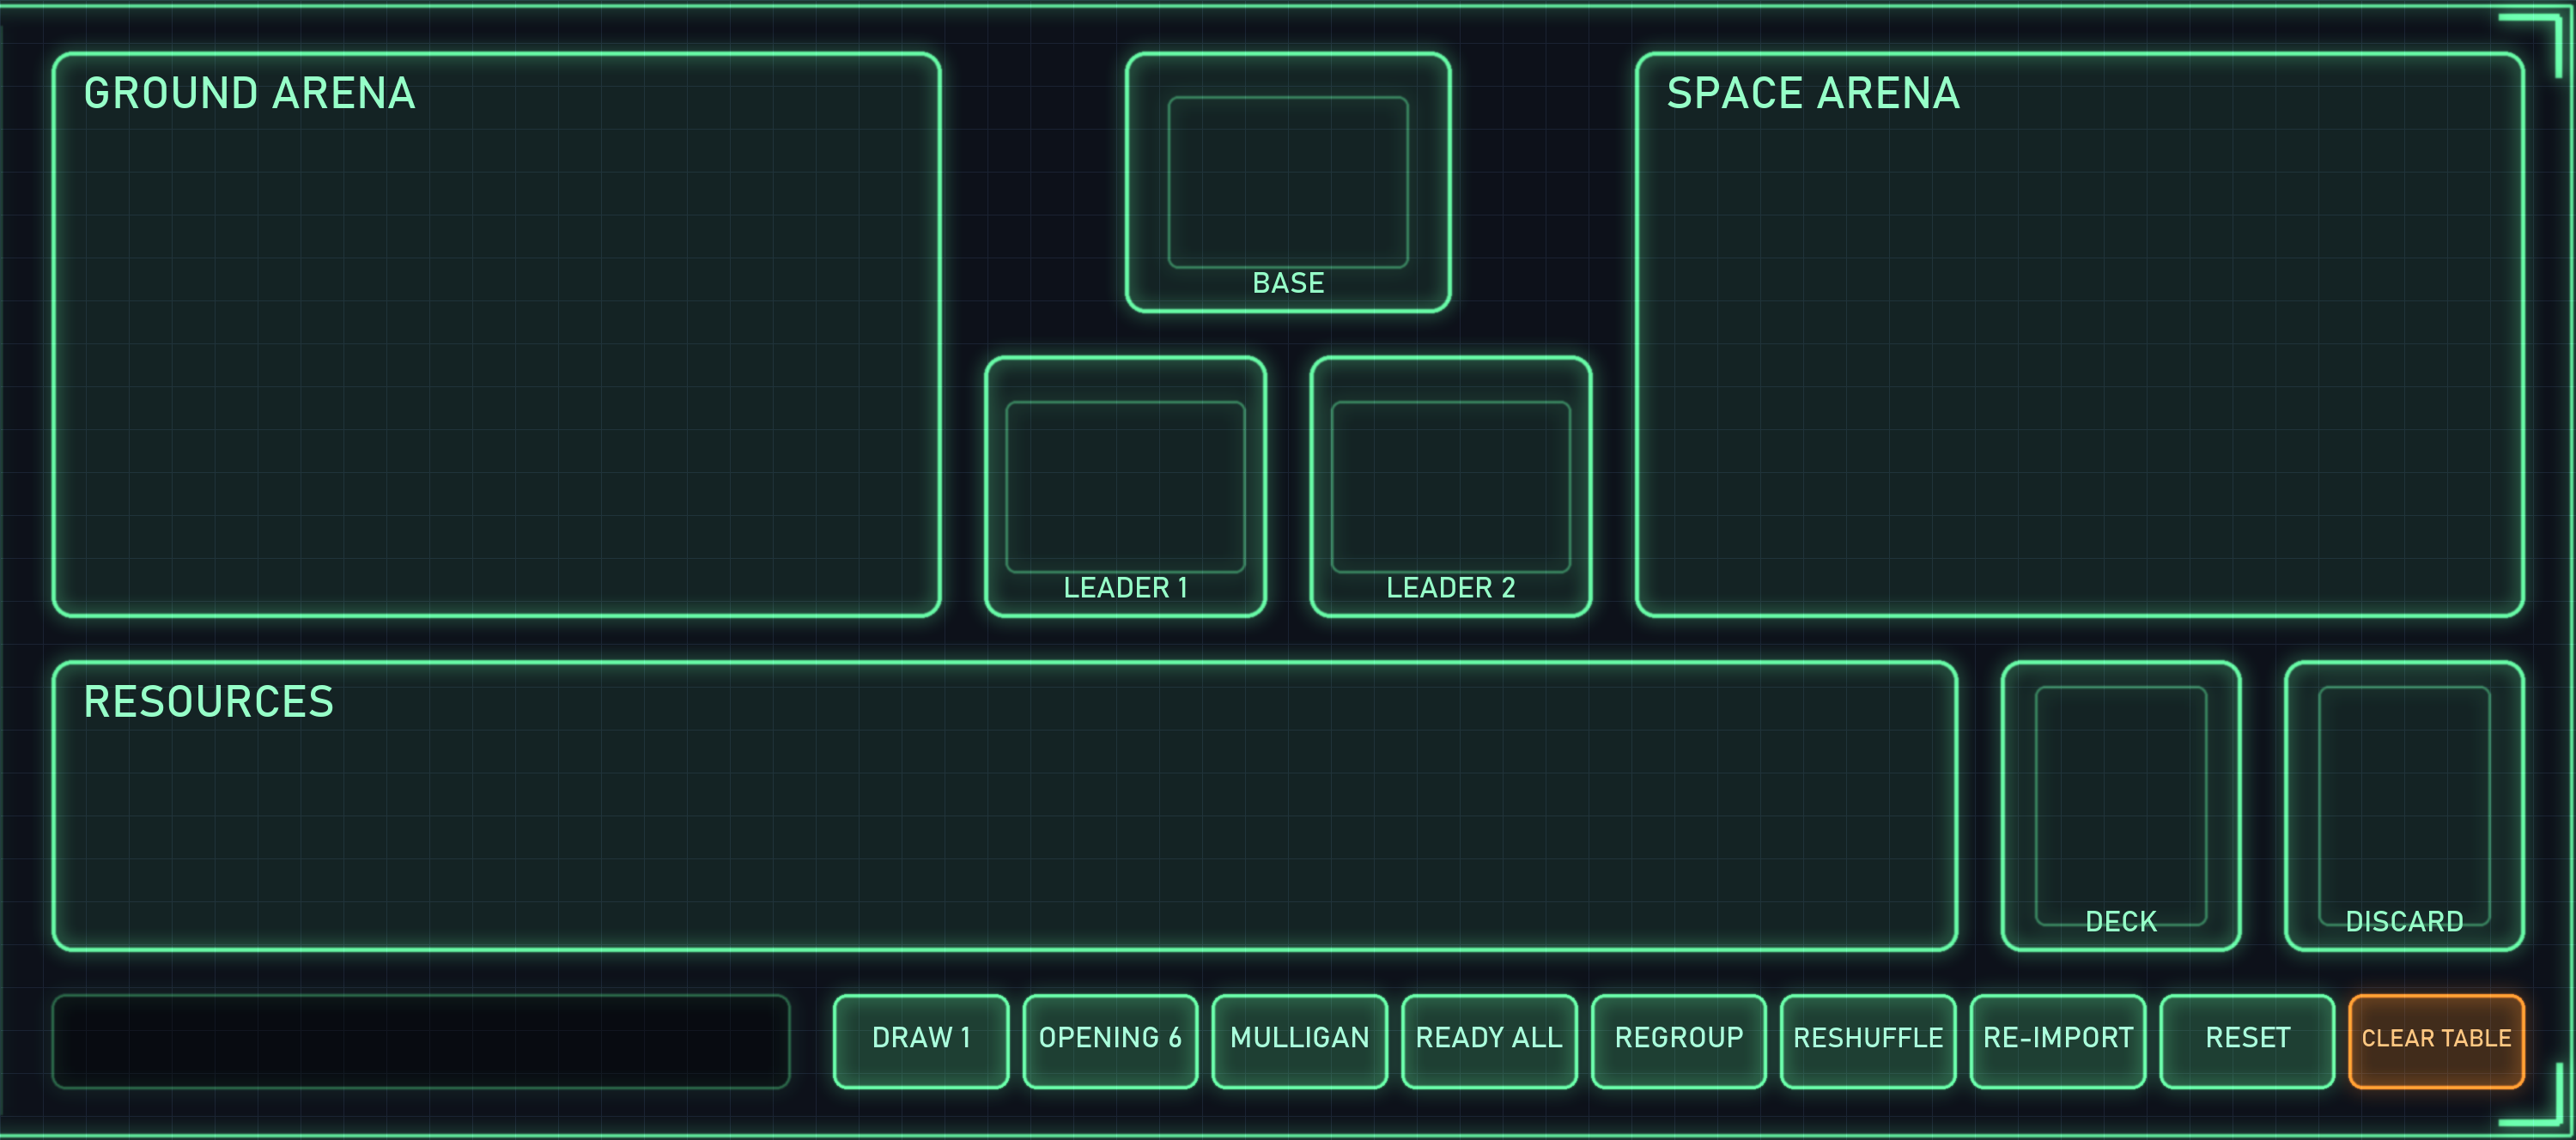 GROUND ARENA
BASE
SPACE ARENA
LEADER 1
LEADER 2
RESOURCES
DECK
DISCARD
DRAW 1
OPENING 6
MULLIGAN
READY ALL
REGROUP
RESHUFFLE
RE-IMPORT
RESET
CLEAR TABLE